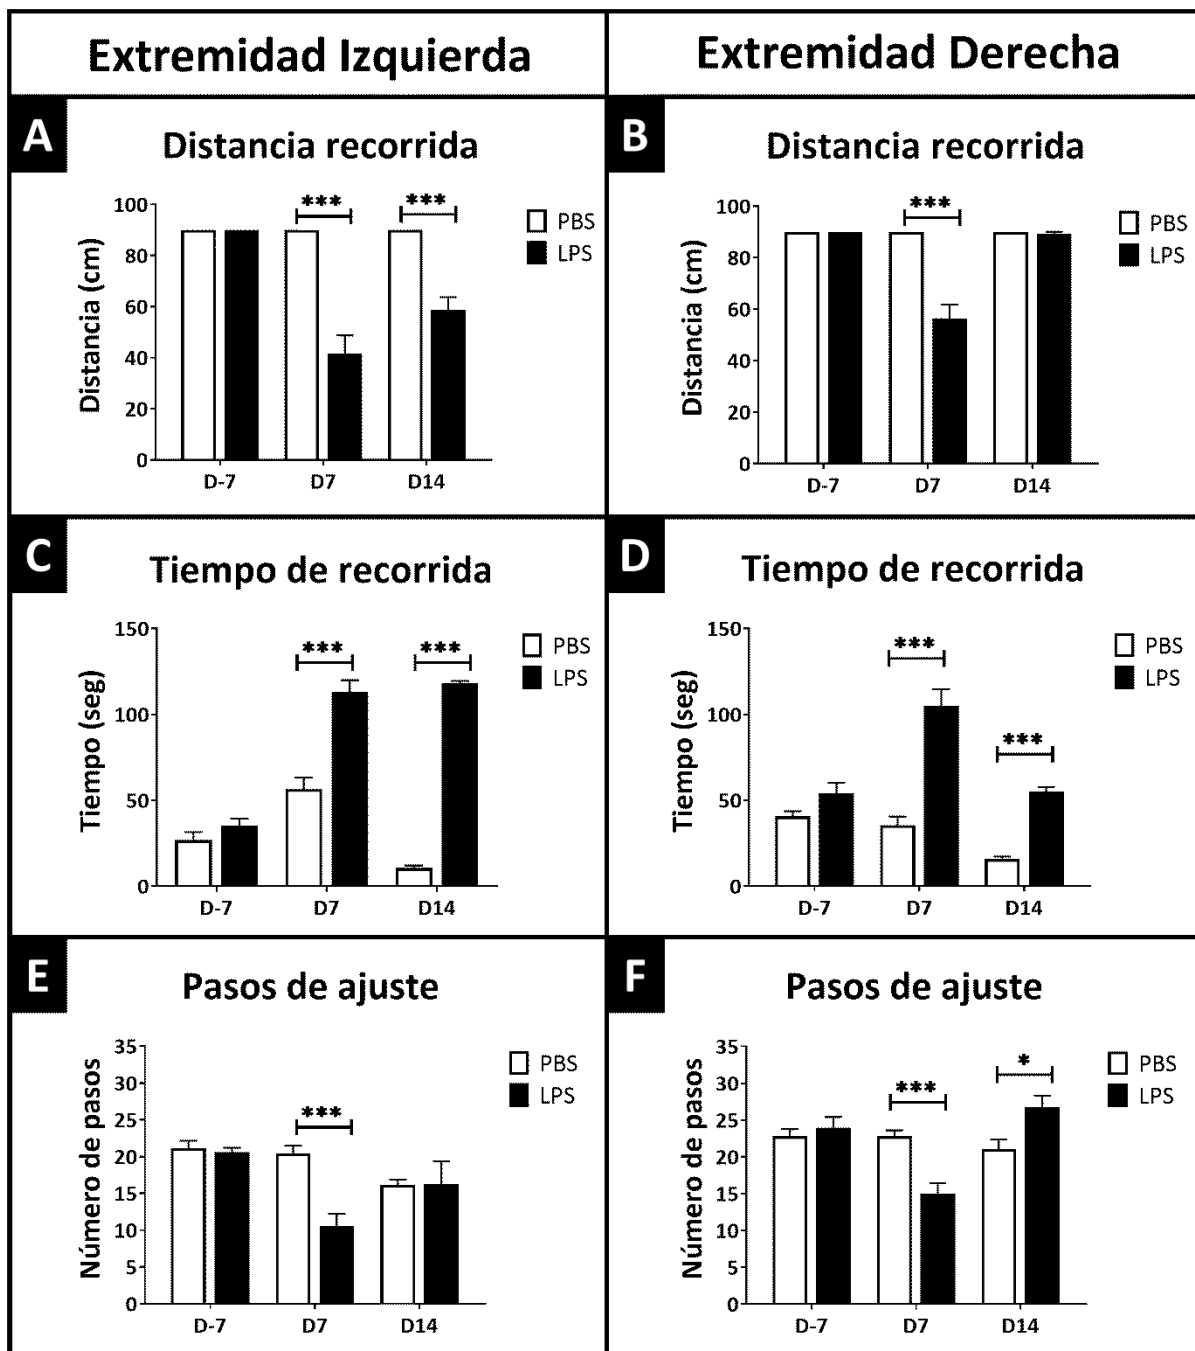 Extremidad Izquierda
Extremidad Derecha
A
Distancia recorrida
***
***
PBS
LPS
Distancia (cm)
100
80
60
40
20
0
D-7
D7
D14
B
Distancia recorrida
***
PBS
LPS
Distancia (cm)
100
80
60
40
20
0
D-7
D7
D14
C
Tiempo de recorrida
***
***
PBS
LPS
Tiempo (seg)
150
100
50
0
D-7
D7
D14
D
Tiempo de recorrida
***
***
PBS
LPS
Tiempo (seg)
150
100
50
0
D-7
D7
D14
E
Pasos de ajuste
***
PBS
LPS
Número de pasos
35
30
25
20
15
10
5
0
D-7
D7
D14
F
Pasos de ajuste
***
*
PBS
LPS
Número de pasos
35
30
25
20
15
10
5
0
D-7
D7
D14